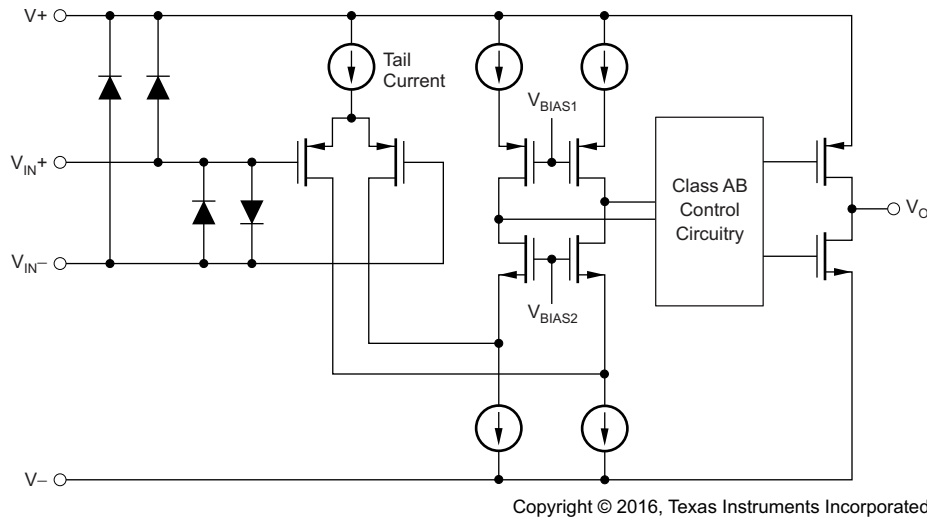 V+
Tail
Current
VBIAS1
VIN+
Class AB
Control
Circuitry
VO
VIN−
VBIAS2
V−
Copyright © 2016, Texas Instruments Incorporated